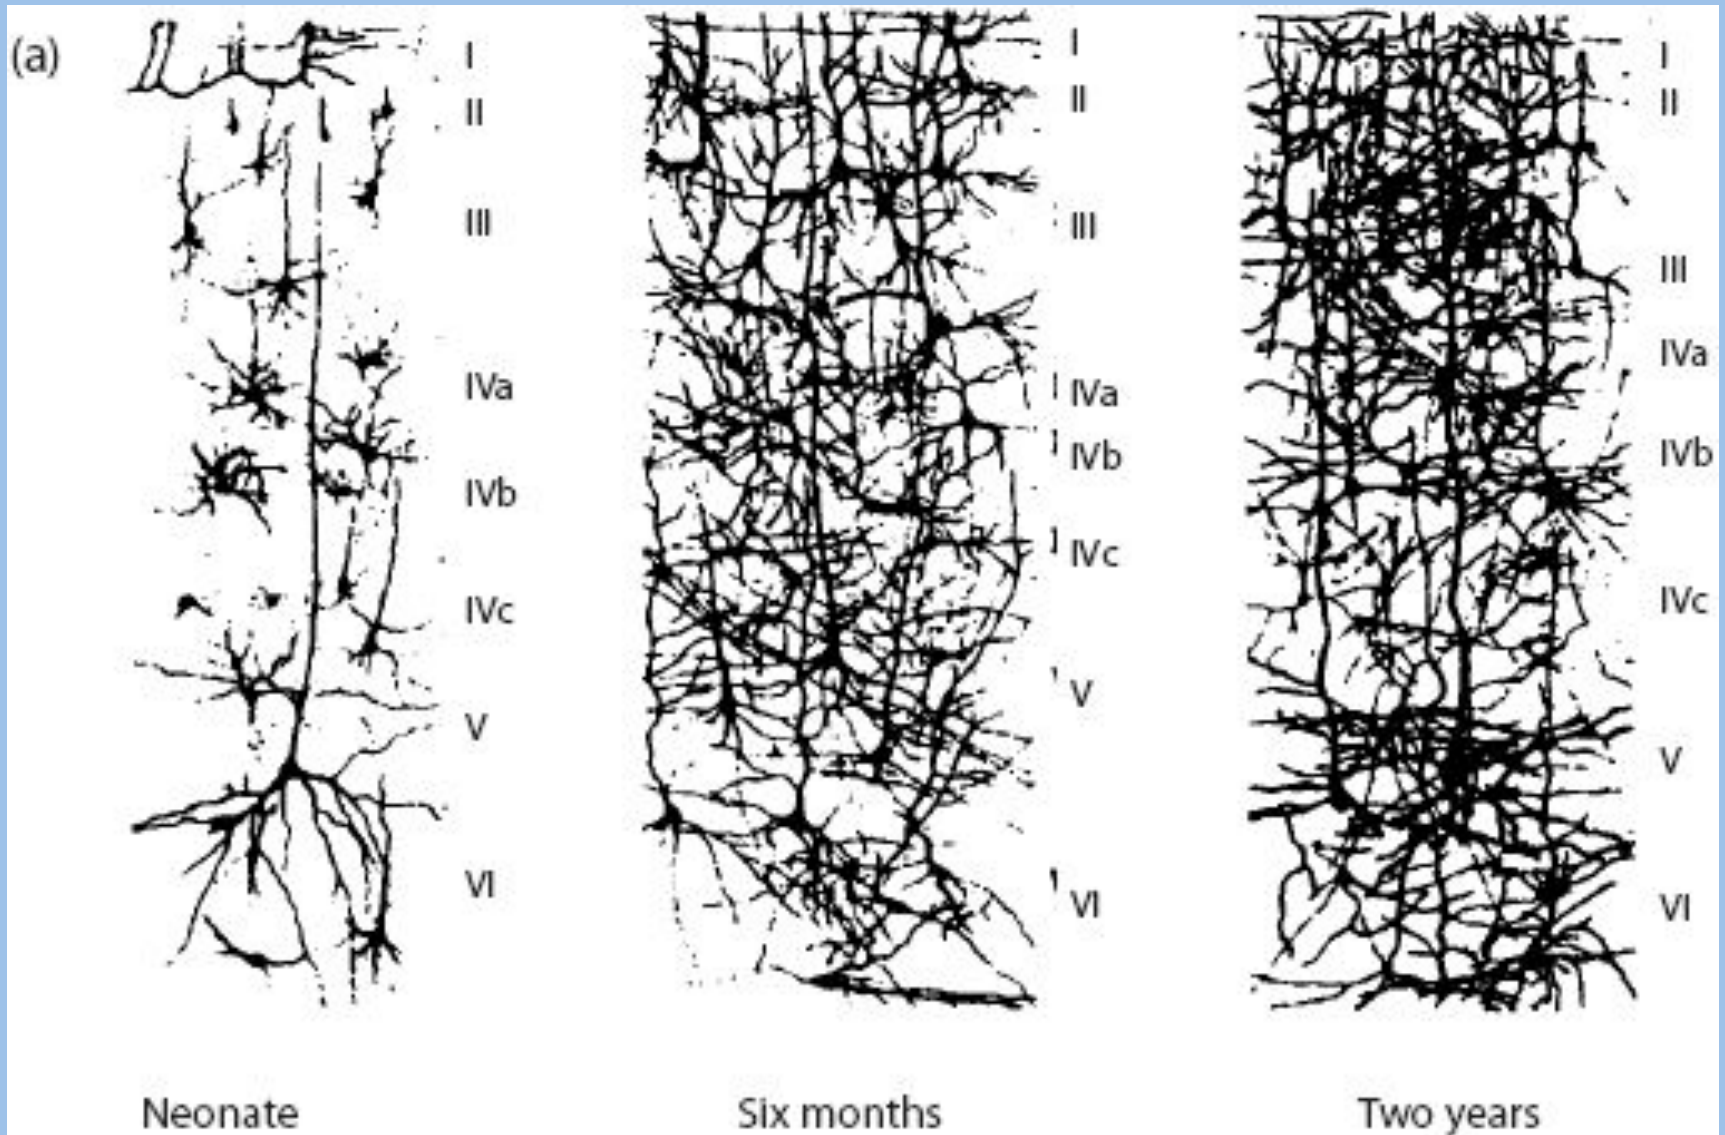 (a)
I
II
III
IVa
IVb
IVc
V
VI
Neonate
I
II
III
IVa
IVb
IVc
V
VI
Six months
I
II
III
IVa
IVb
IVc
V
VI
Two years